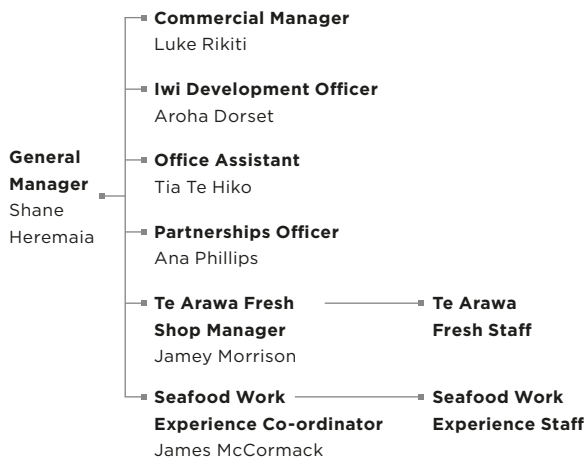 General
Manager
Shane
Heremaia
Commercial Manager
Luke Rikiti
Iwi Development Officer
Aroha Dorset
Office Assistant
Tia Te Hiko
Partnerships Officer
Ana Phillips
Te Arawa Fresh
Shop Manager
Jamey Morrison
Te Arawa
Fresh Staff
Seafood Work
Experience Co-ordinator
James McCormack
Seafood Work
Experience Staff